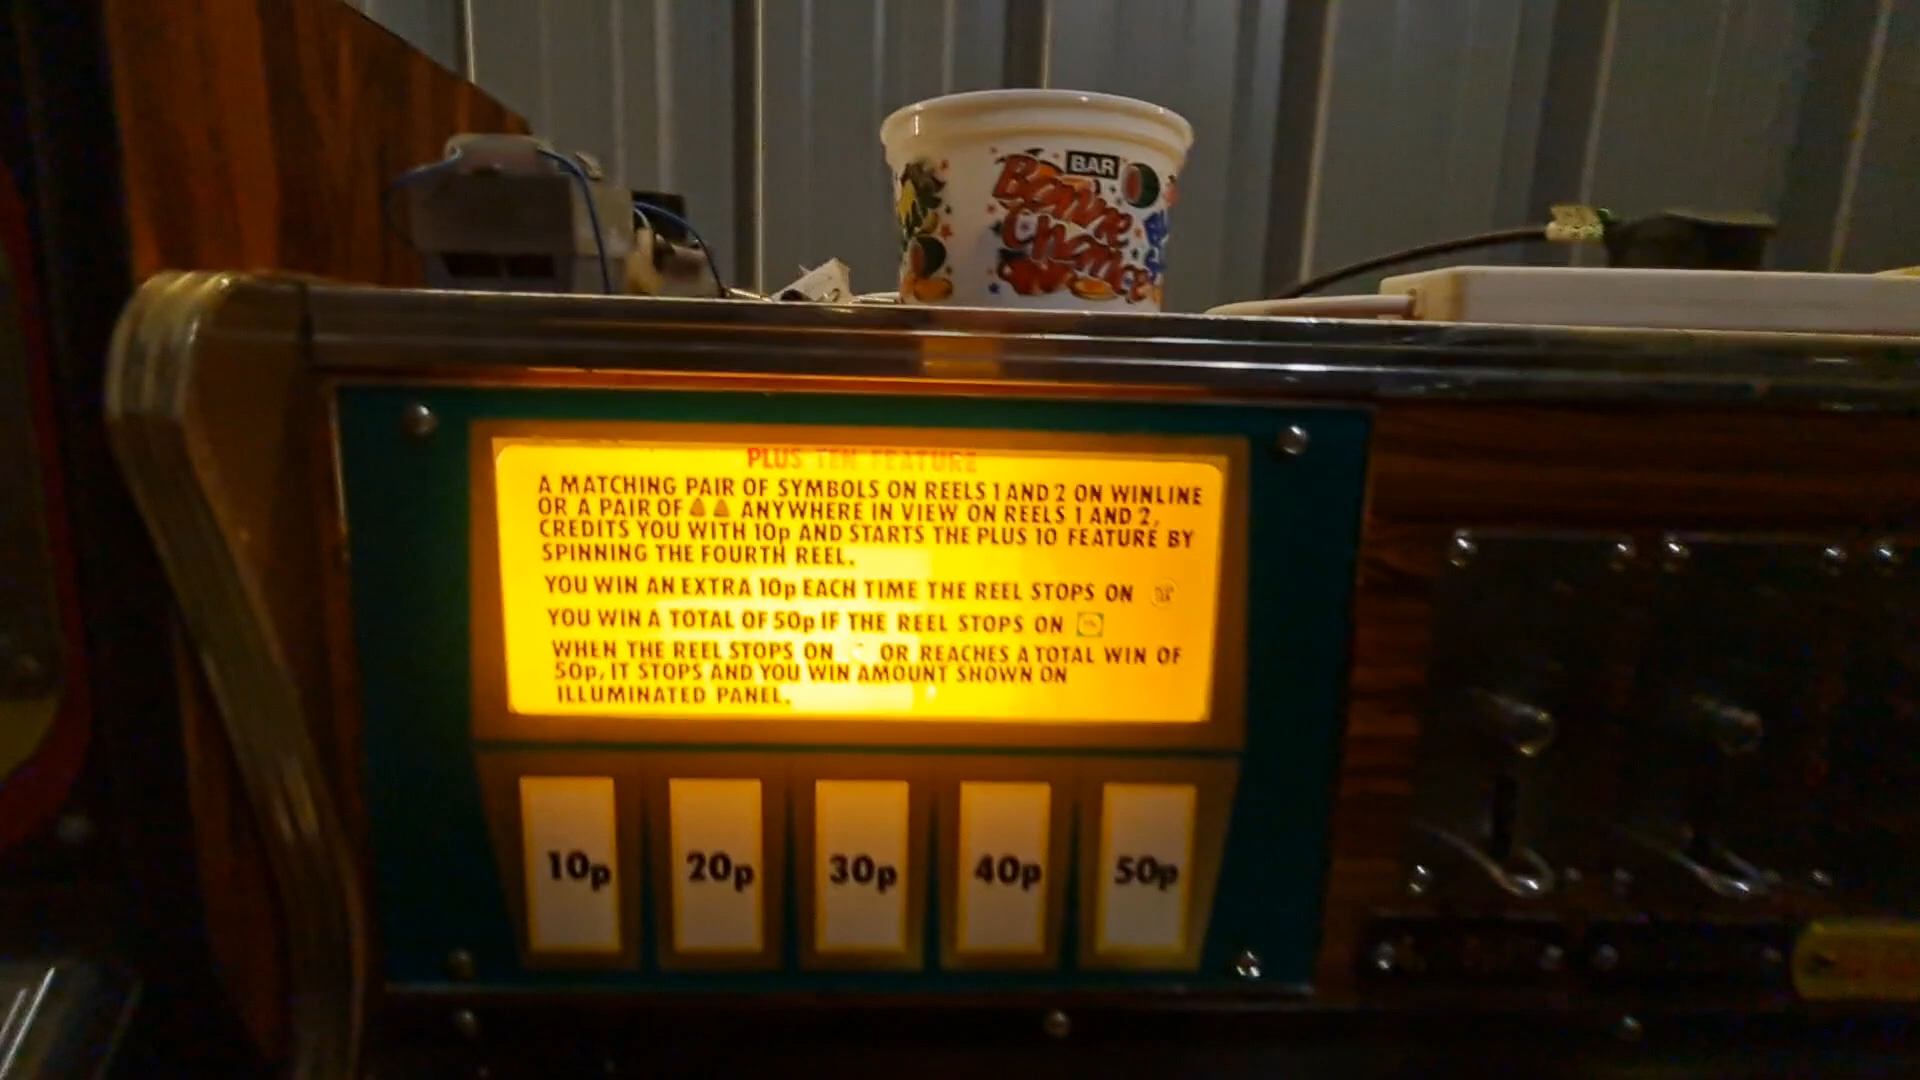 BAR
Bonne
Chance
PLUS TEN FEATURE
A MATCHING PAIR OF SYMBOLS ON REELS 1 AND 2 ON WINLINE
OR A PAIR OF ANYWHERE IN VIEW ON REELS 1 AND 2,
CREDITS YOU WITH 10p AND STARTS THE PLUS 10 FEATURE BY
SPINNING THE FOURTH REEL.
YOU WIN AN EXTRA 10p EACH TIME THE REEL STOPS ON
YOU WIN A TOTAL OF 50p IF THE REEL STOPS ON
WHEN THE REEL STOPS ON OR REACHES A TOTAL WIN OF
50p, IT STOPS AND YOU WIN AMOUNT SHOWN ON
ILLUMINATED PANEL.
10p
20p
30p
40p
50p